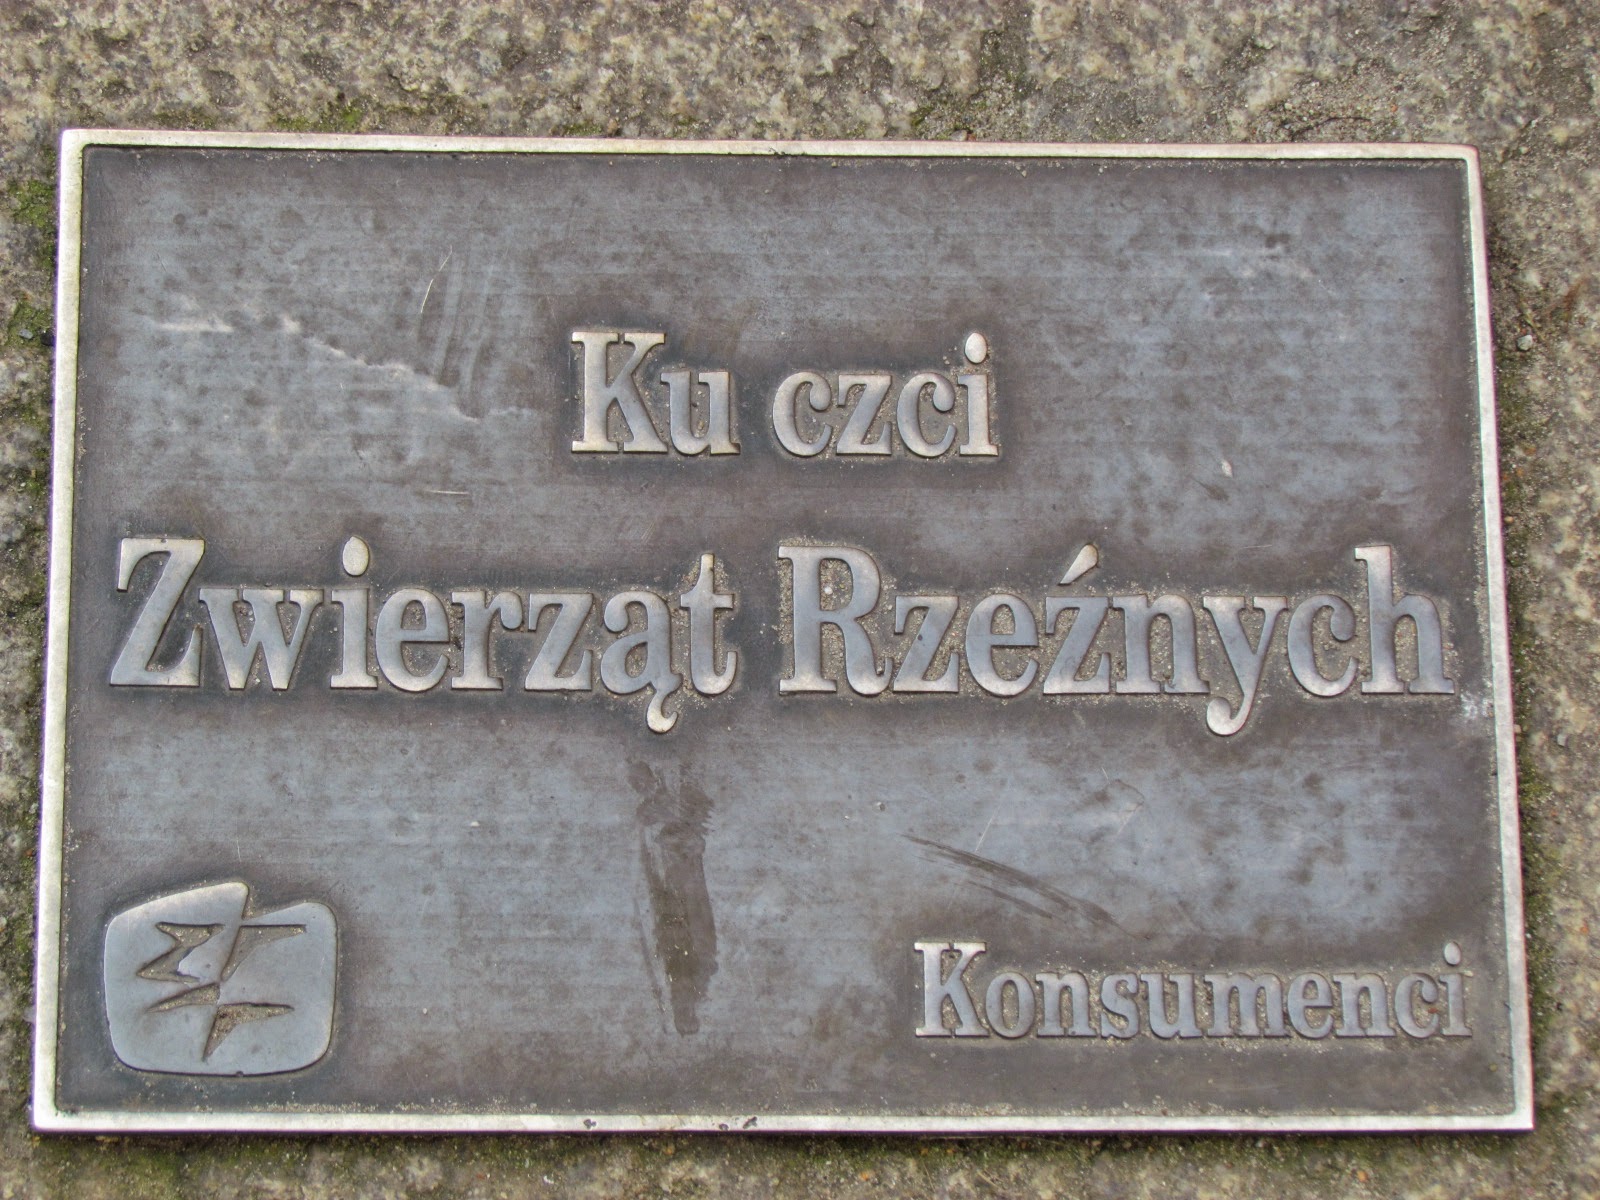 Ku czci
Zwierząt Rzeźnych
Konsumenci